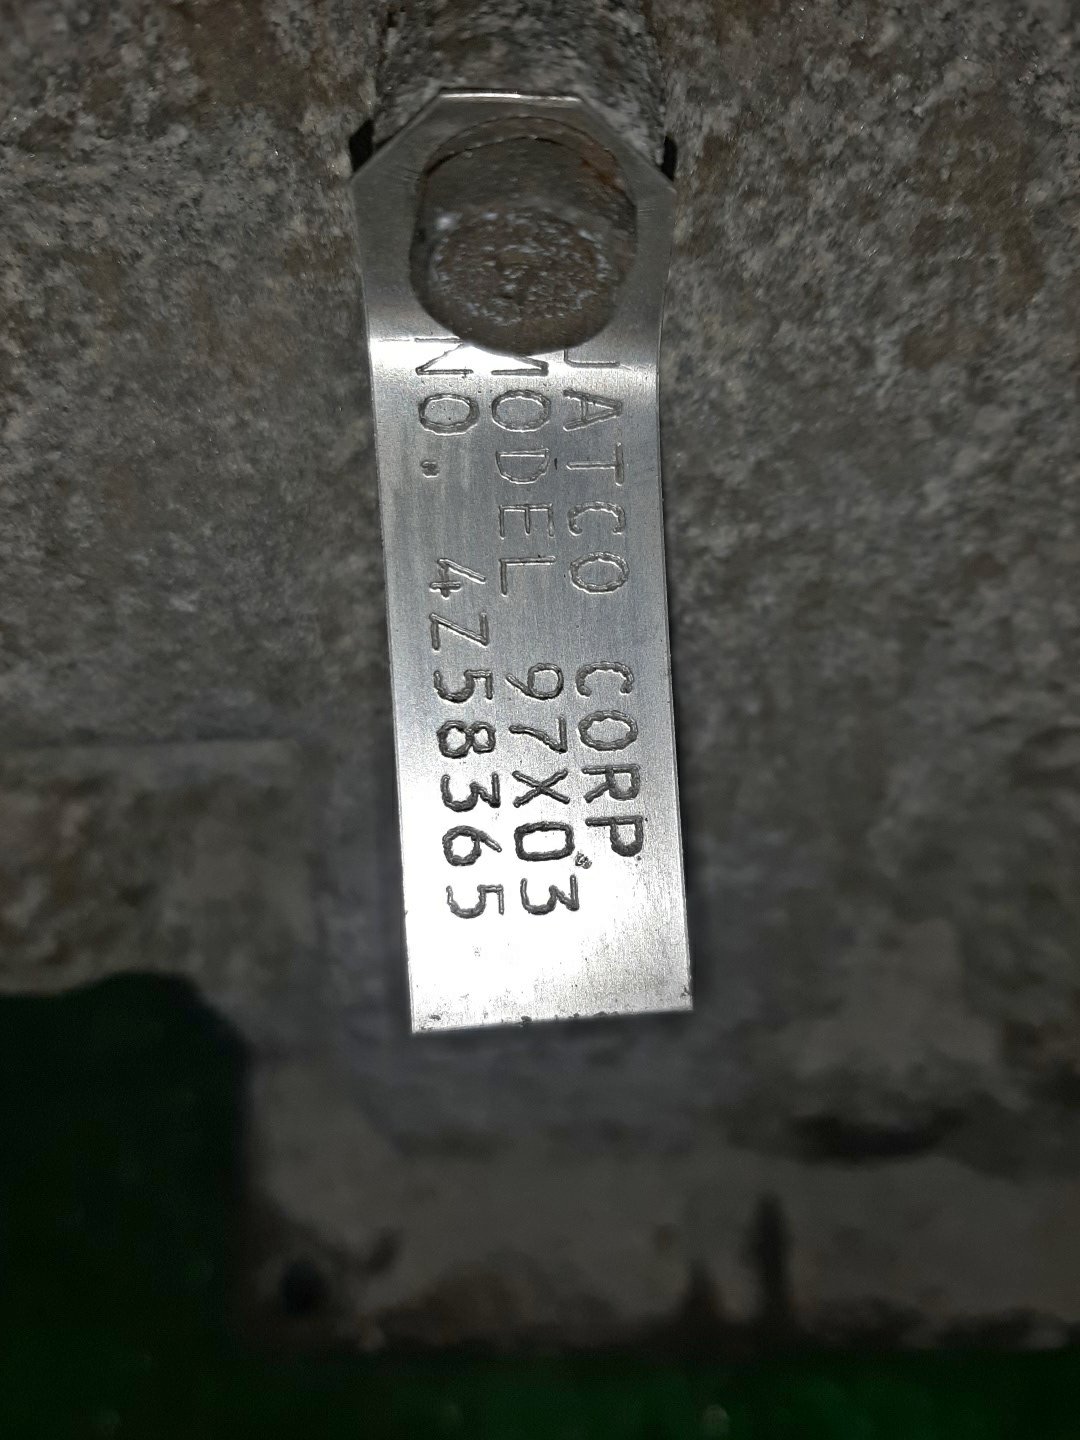 JATCO CORP
MODEL 97X03
NO. 4Z58365